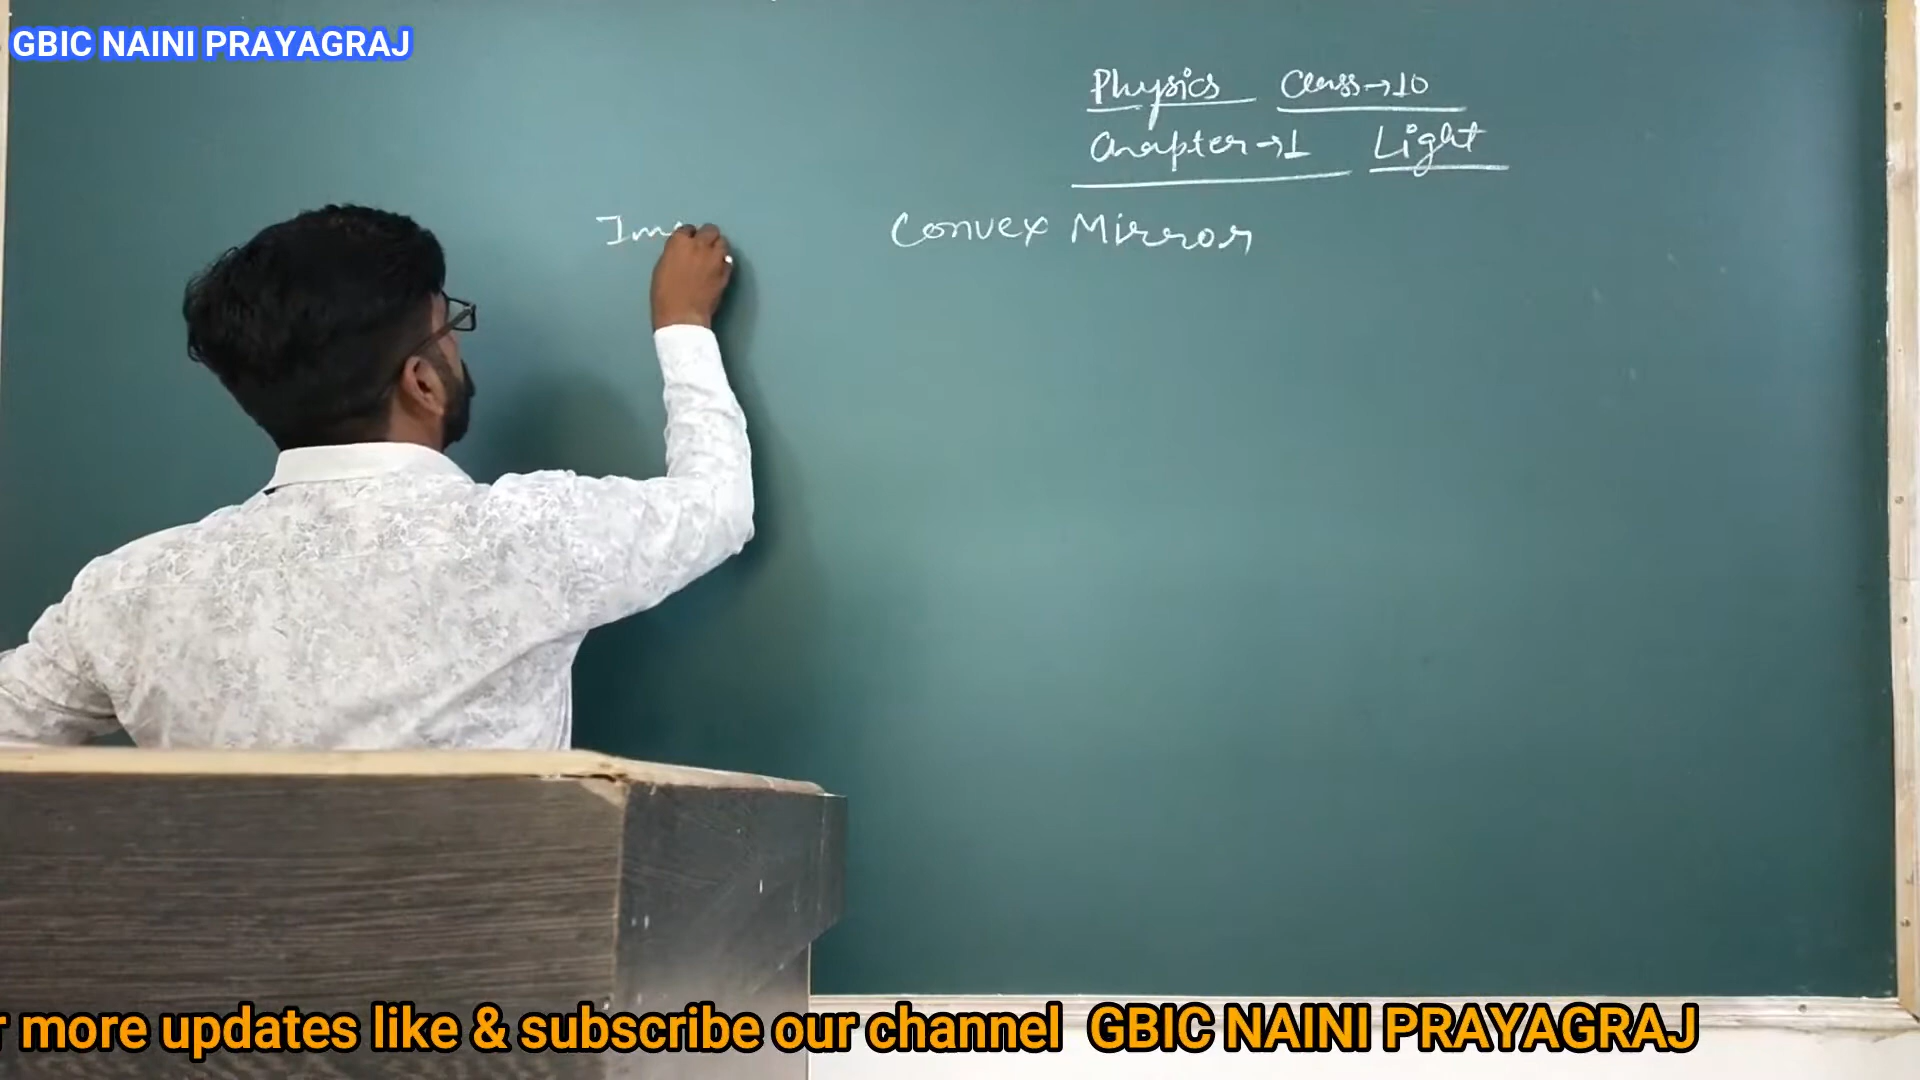 GBIC NAINI PRAYAGRAJ
Physics Class→10
Chapter→1 Light
Convex Mirror
more updates like & subscribe our channel GBIC NAINI PRAYAGRAJ